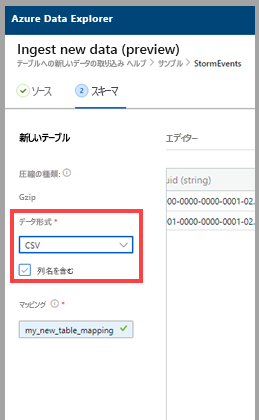 Azure Data Explorer
Ingest new data (preview)
テーブルへの新しいデータの取り込み ヘルプ > サンプル > StormEvents
ソース
2 スキーマ
新しいテーブル
エディター
圧縮の種類:
uid (string)
Gzip
00-0000-0000-0001-02.
01-0000-0000-0001-02.
データ形式 *
CSV
列名を含む
マッピング *
my_new_table_mapping